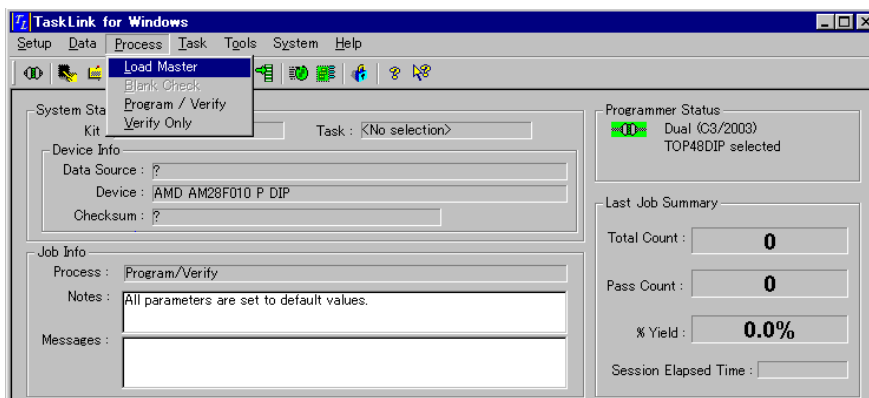 TaskLink for Windows
Setup Data Process Task Tools System Help
Load Master
Blank Check
Program / Verify
Verify Only
System Sta
Kit
Task : <No selection>
Device Info
Data Source : ?
Device : AMD AM28F010 P DIP
Checksum : ?
Job Info
Process : Program/Verify
Notes : All parameters are set to default values.
Messages :
Programmer Status
Dual (C3/2003)
TOP48DIP selected
Last Job Summary
Total Count : 0
Pass Count : 0
% Yield : 0.0%
Session Elapsed Time :